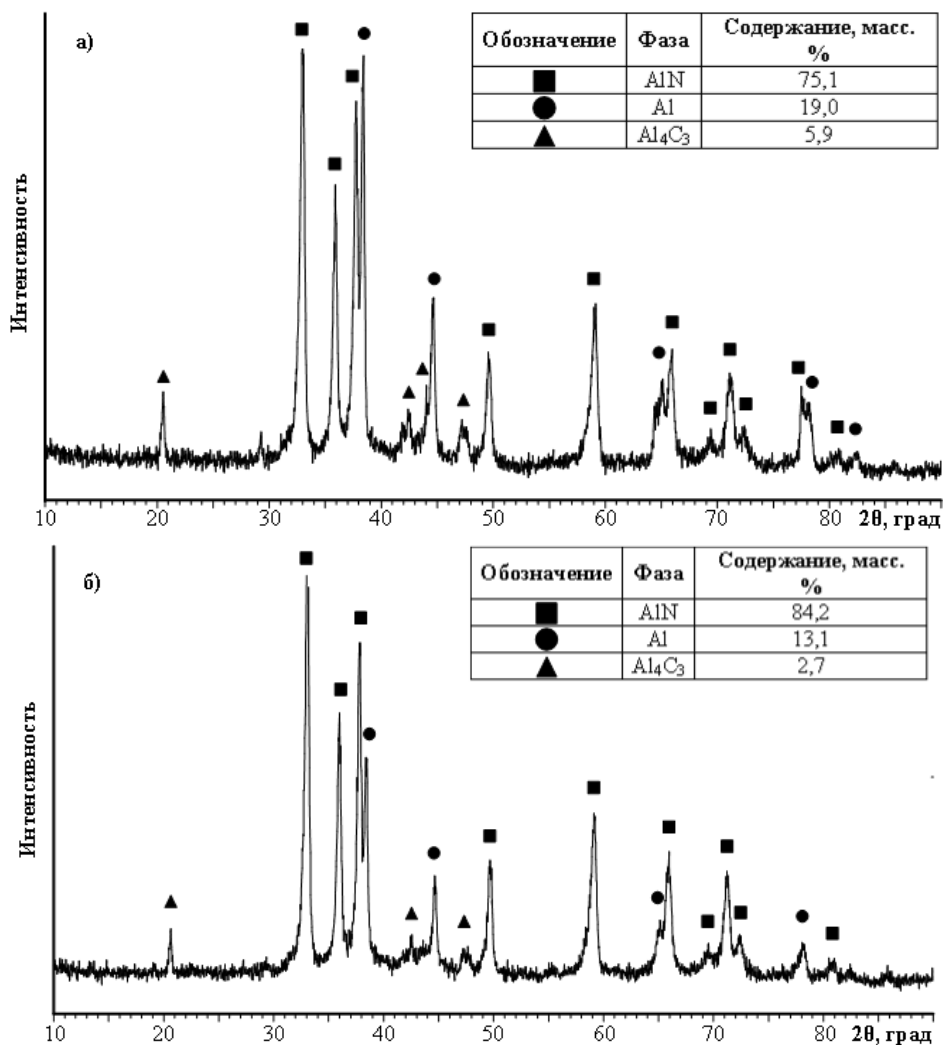 а)
Обозначение Фаза Содержание, масс. %
■ AlN 75,1
● Al 19,0
▲ Al₄C₃ 5,9
Интенсивность
10 20 30 40 50 60 70 80 2θ, град
б)
Обозначение Фаза Содержание, масс. %
■ AlN 84,2
● Al 13,1
▲ Al₄C₃ 2,7
Интенсивность
10 20 30 40 50 60 70 80 2θ, град